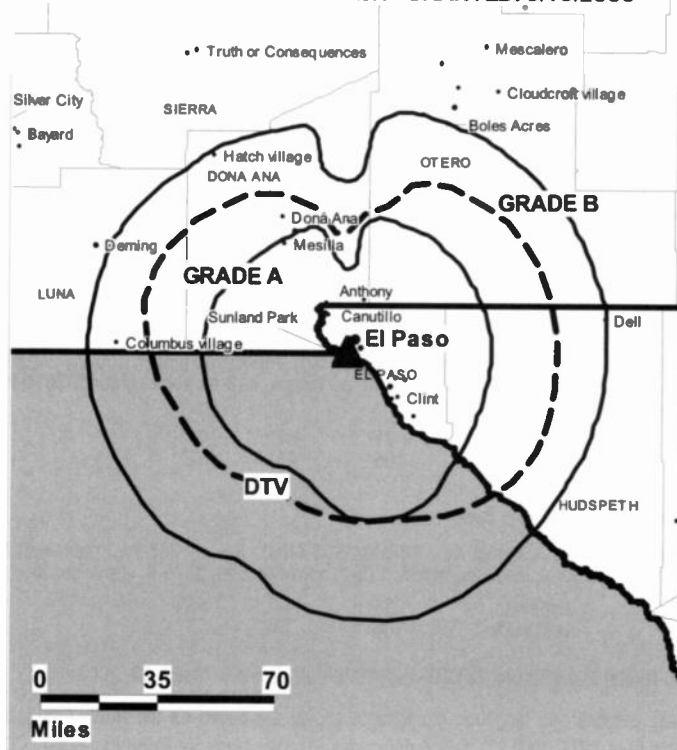 Truth or Consequences
Mescalero
Silver City
Cloudcroft village
SIERRA
Bayard
Boles Acres
Hatch village
OTERO
DONA ANA
GRADE B
Doná Ana
Deming
Mesilla
GRADE A
LUNA
Anthony
Sunland Park
Canutillo
Dell
Columbus village
El Paso
EL PASO
Clint
DTV
HUDSPETH
0 35 70
Miles